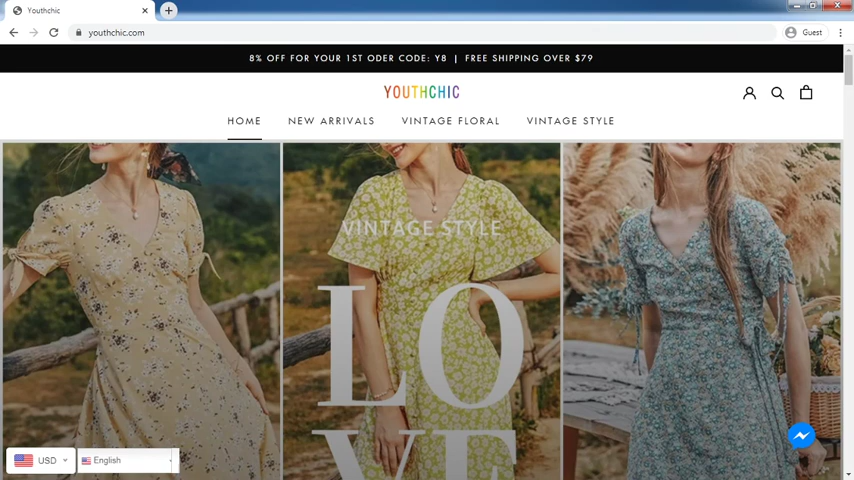 Youthchic
youthchic.com
Guest
8% OFF FOR YOUR 1ST ODER CODE: Y8 | FREE SHIPPING OVER $79
YOUTHCHIC
HOME NEW ARRIVALS VINTAGE FLORAL VINTAGE STYLE
VINTAGE STYLE
LO
VE
USD English